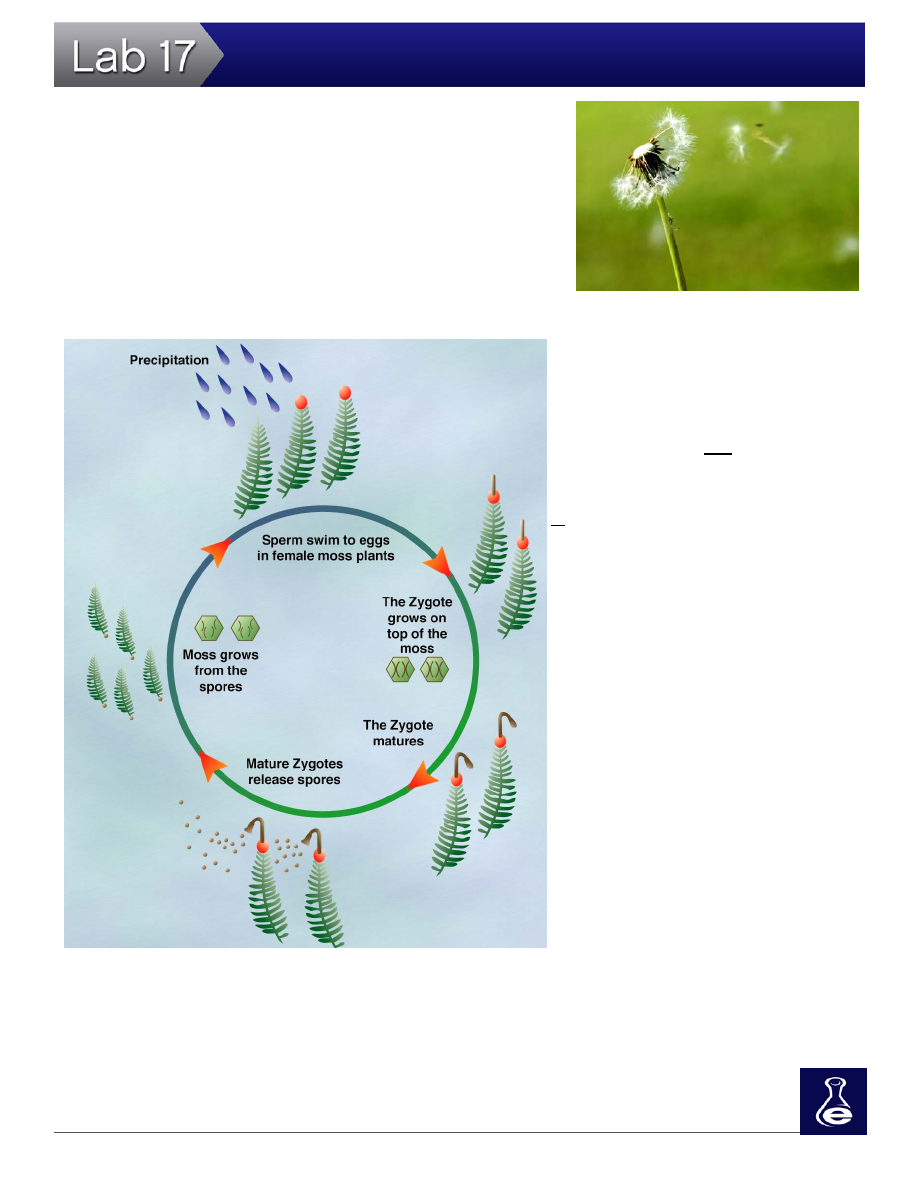 Lab 17
Precipitation
Sperm swim to eggs
in female moss plants
The Zygote
grows on
top of the
moss
Moss grows
from the
spores
The Zygote
matures
Mature Zygotes
release spores
e